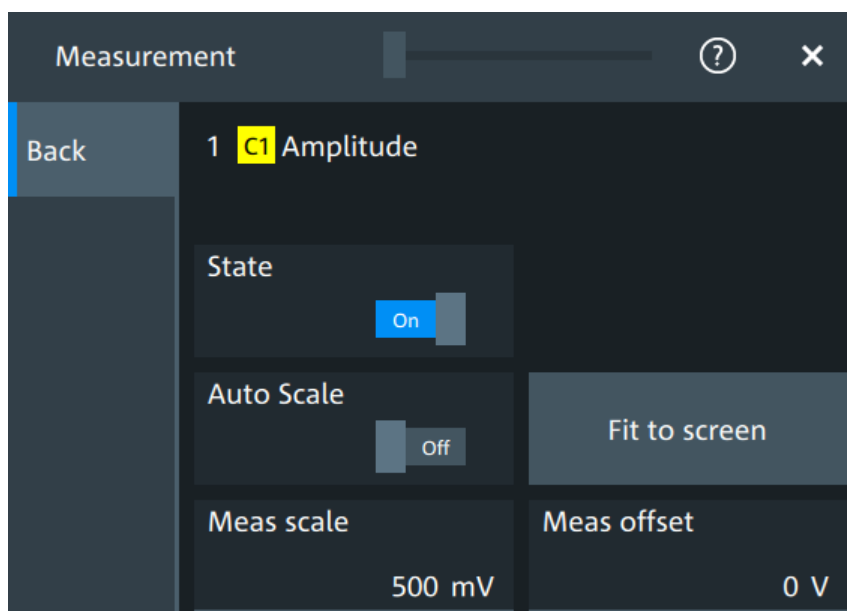 Measurement ? ×
Back
1 C1 Amplitude
State
On
Auto Scale
Off
Fit to screen
Meas scale
500 mV
Meas offset
0 V